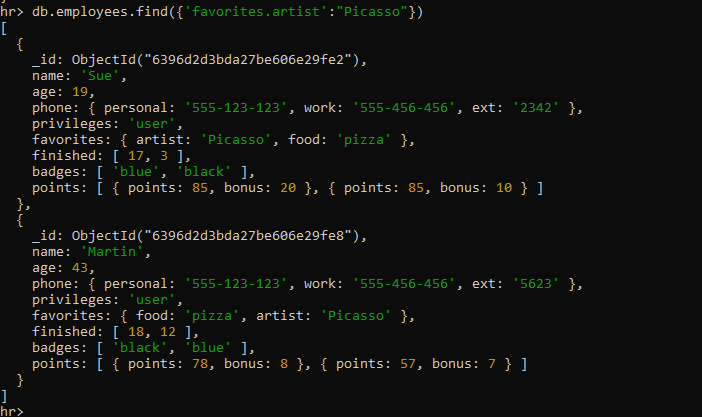 hr> db.employees.find({'favorites.artist':"Picasso"})
[
  {
    _id: ObjectId("6396d2d3bda27be606e29fe2"),
    name: 'Sue',
    age: 19,
    phone: { personal: '555-123-123', work: '555-456-456', ext: '2342' },
    privileges: 'user',
    favorites: { artist: 'Picasso', food: 'pizza' },
    finished: [ 17, 3 ],
    badges: [ 'blue', 'black' ],
    points: [ { points: 85, bonus: 20 }, { points: 85, bonus: 10 } ]
  },
  {
    _id: ObjectId("6396d2d3bda27be606e29fe8"),
    name: 'Martin',
    age: 43,
    phone: { personal: '555-123-123', work: '555-456-456', ext: '5623' },
    privileges: 'user',
    favorites: { food: 'pizza', artist: 'Picasso' },
    finished: [ 18, 12 ],
    badges: [ 'black', 'blue' ],
    points: [ { points: 78, bonus: 8 }, { points: 57, bonus: 7 } ]
  }
]
hr>